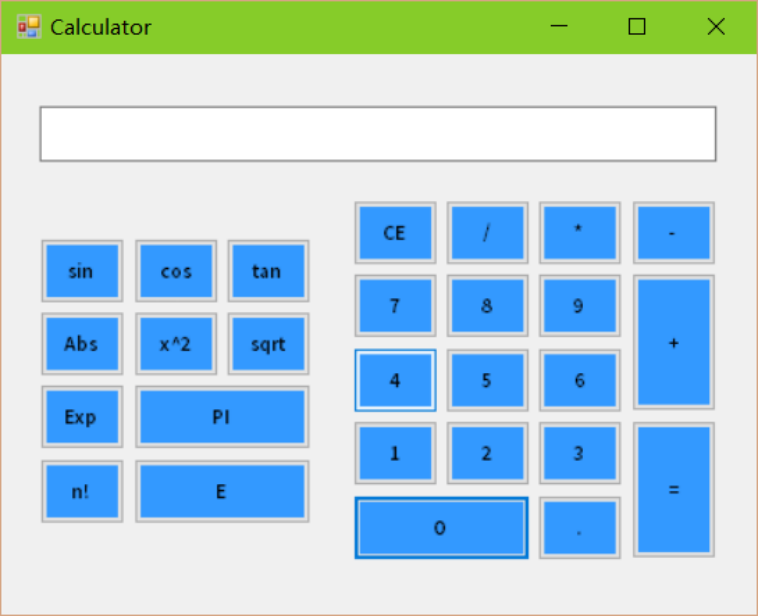 Calculator
CE / * -
sin cos tan
7 8 9 +
Abs x^2 sqrt
4 5 6
Exp PI
1 2 3 =
n! E
0 .